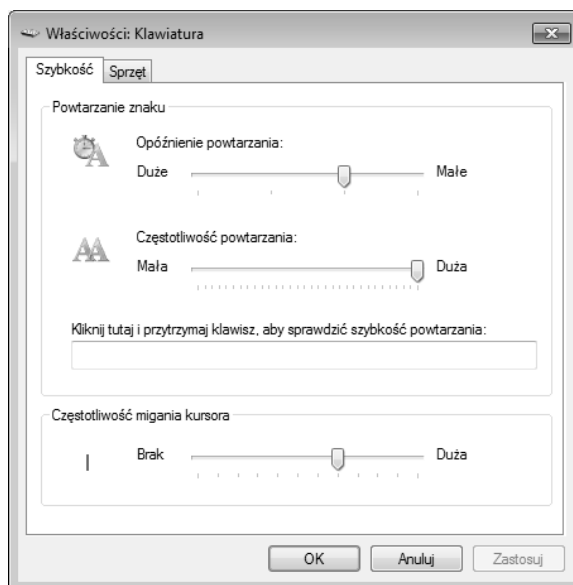 Właściwości: Klawiatura
Szybkość Sprzęt
Powtarzanie znaku
Opóźnienie powtarzania:
Duże Małe
Częstotliwość powtarzania:
Mała Duża
Kliknij tutaj i przytrzymaj klawisz, aby sprawdzić szybkość powtarzania:
Częstotliwość migania kursora
Brak Duża
OK Anuluj Zastosuj